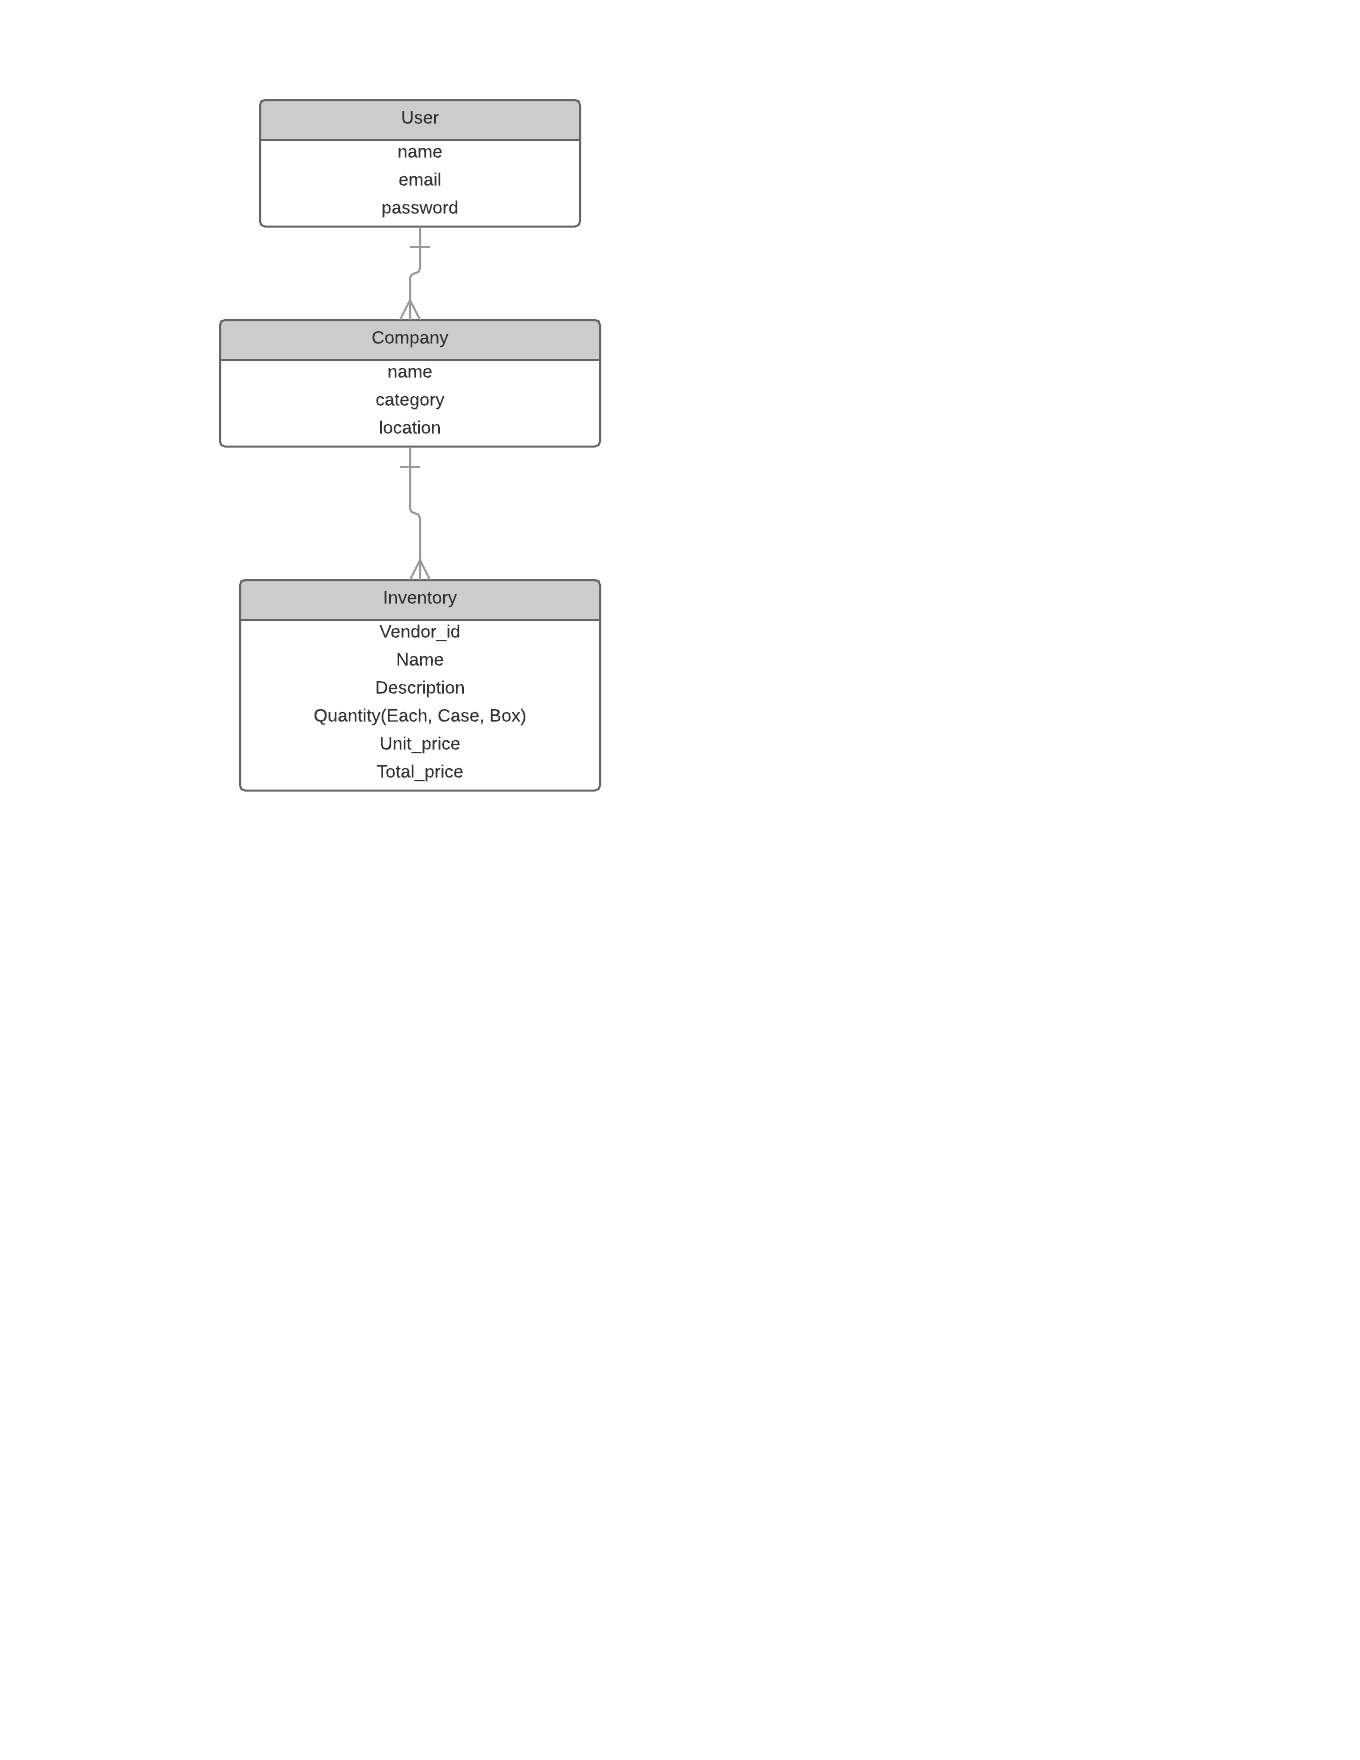 User
name
email
password
Company
name
category
location
Inventory
Vendor_id
Name
Description
Quantity(Each, Case, Box)
Unit_price
Total_price